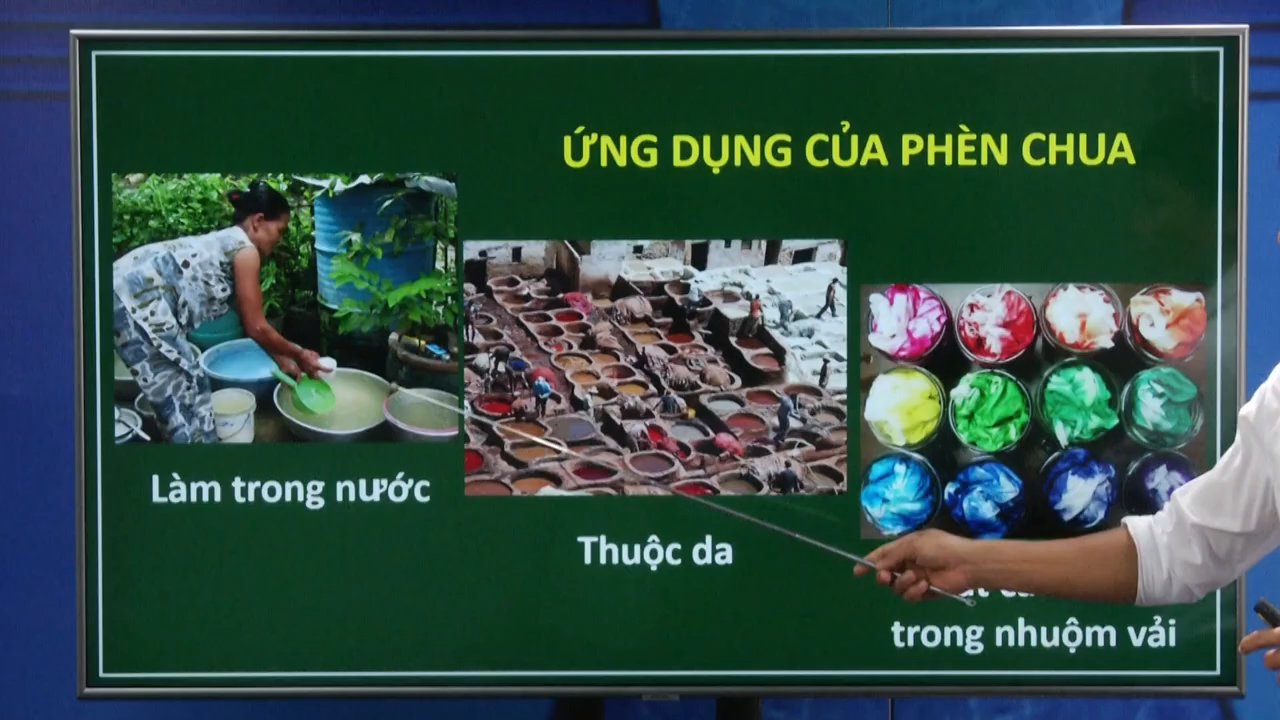 ỨNG DỤNG CỦA PHÈN CHUA
Làm trong nước
Thuộc da
trong nhuộm vải